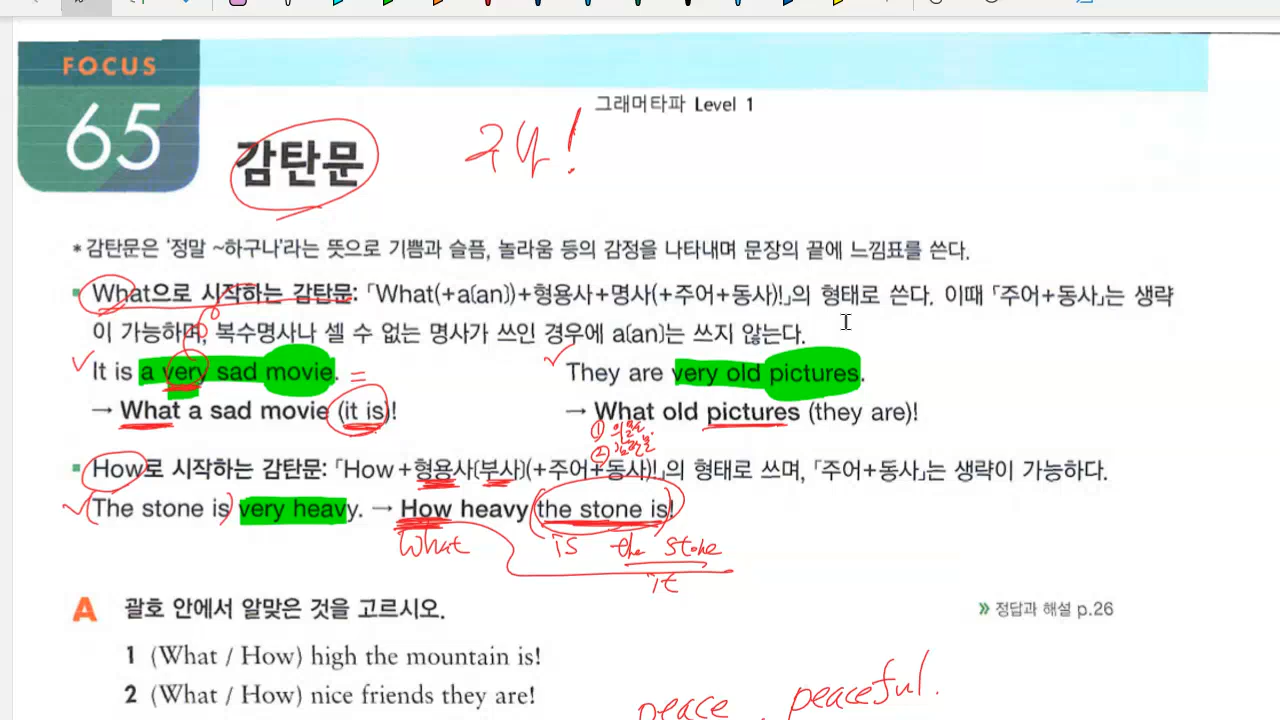 FOCUS
65
그래머타파 Level 1
감탄문
* 감탄문은 '정말 ~하구나'라는 뜻으로 기쁨과 슬픔, 놀라움 등의 감정을 나타내며 문장의 끝에 느낌표를 쓴다.
What으로 시작하는 감탄문: 「What(+a(an))+형용사+명사(+주어+동사)!」의 형태로 쓴다. 이때 「주어+동사」는 생략
이 가능하며, 복수명사나 셀 수 없는 명사가 쓰인 경우에 a(an)는 쓰지 않는다.
It is a very sad movie. =
They are very old pictures.
→ What a sad movie (it is)!
→ What old pictures (they are)!
① 의문문
② 감탄문
How로 시작하는 감탄문: 「How+형용사(부사)(+주어+동사)!」의 형태로 쓰며, 「주어+동사」는 생략이 가능하다.
The stone is very heavy. → How heavy (the stone is)!
What is the stone
it
A 괄호 안에서 알맞은 것을 고르시오.
» 정답과 해설 p.26
1 (What / How) high the mountain is!
2 (What / How) nice friends they are!
peace , peaceful.